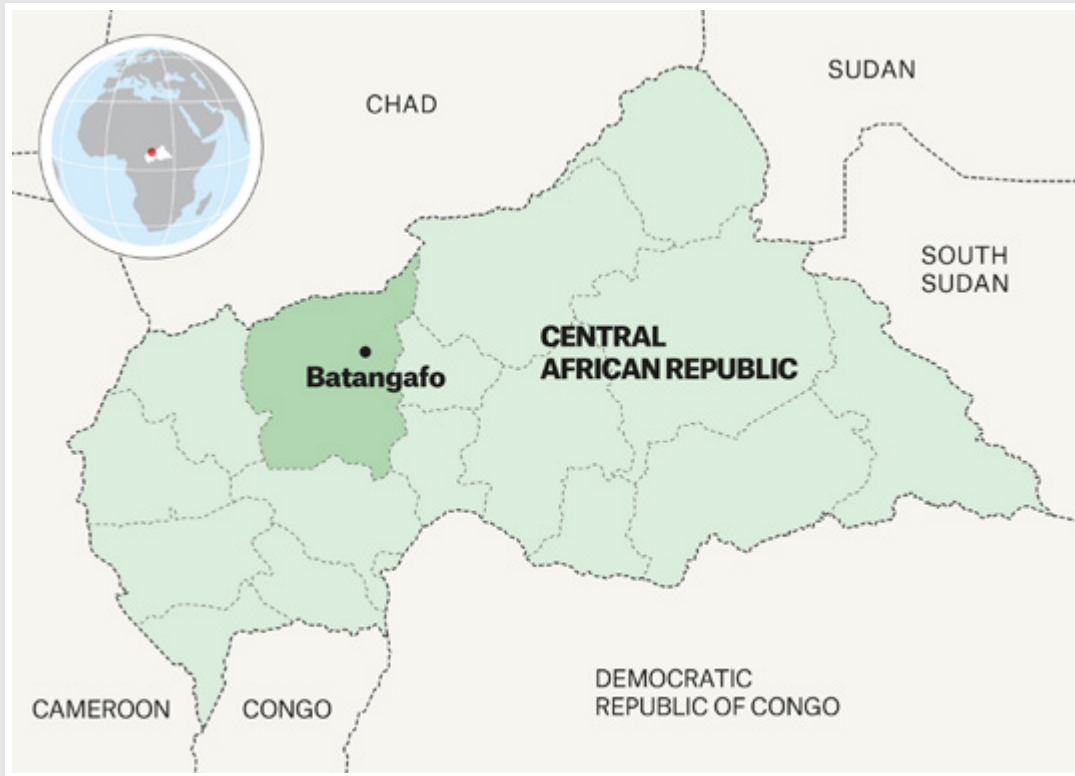 SUDAN
CHAD
SOUTH
SUDAN
CENTRAL
AFRICAN REPUBLIC
Batangafo
DEMOCRATIC
REPUBLIC OF CONGO
CAMEROON
CONGO